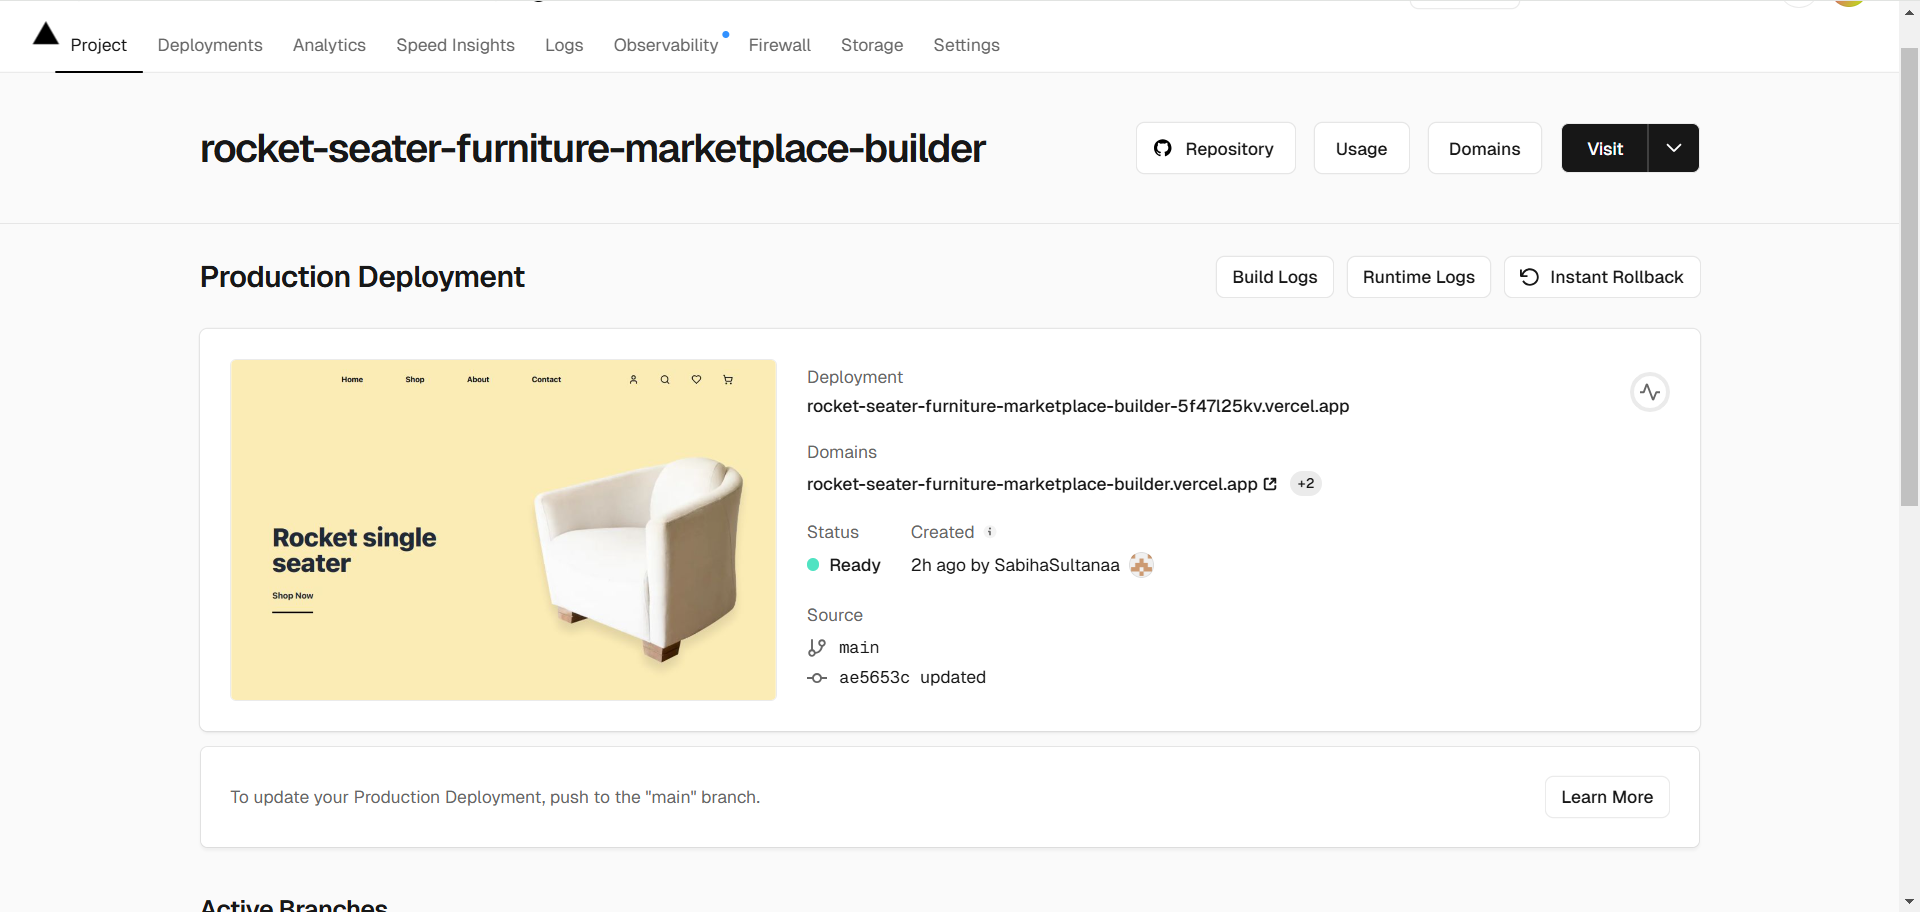 Project Deployments Analytics Speed Insights Logs Observability Firewall Storage Settings
rocket-seater-furniture-marketplace-builder Repository Usage Domains Visit
Production Deployment Build Logs Runtime Logs Instant Rollback
Home Shop About Contact
Rocket single
seater
Shop Now
Deployment
rocket-seater-furniture-marketplace-builder-5f47l25kv.vercel.app
Domains
rocket-seater-furniture-marketplace-builder.vercel.app +2
Status Created
Ready 2h ago by SabihaSultanaa
Source
main
ae5653c updated
To update your Production Deployment, push to the "main" branch. Learn More
Active Branches